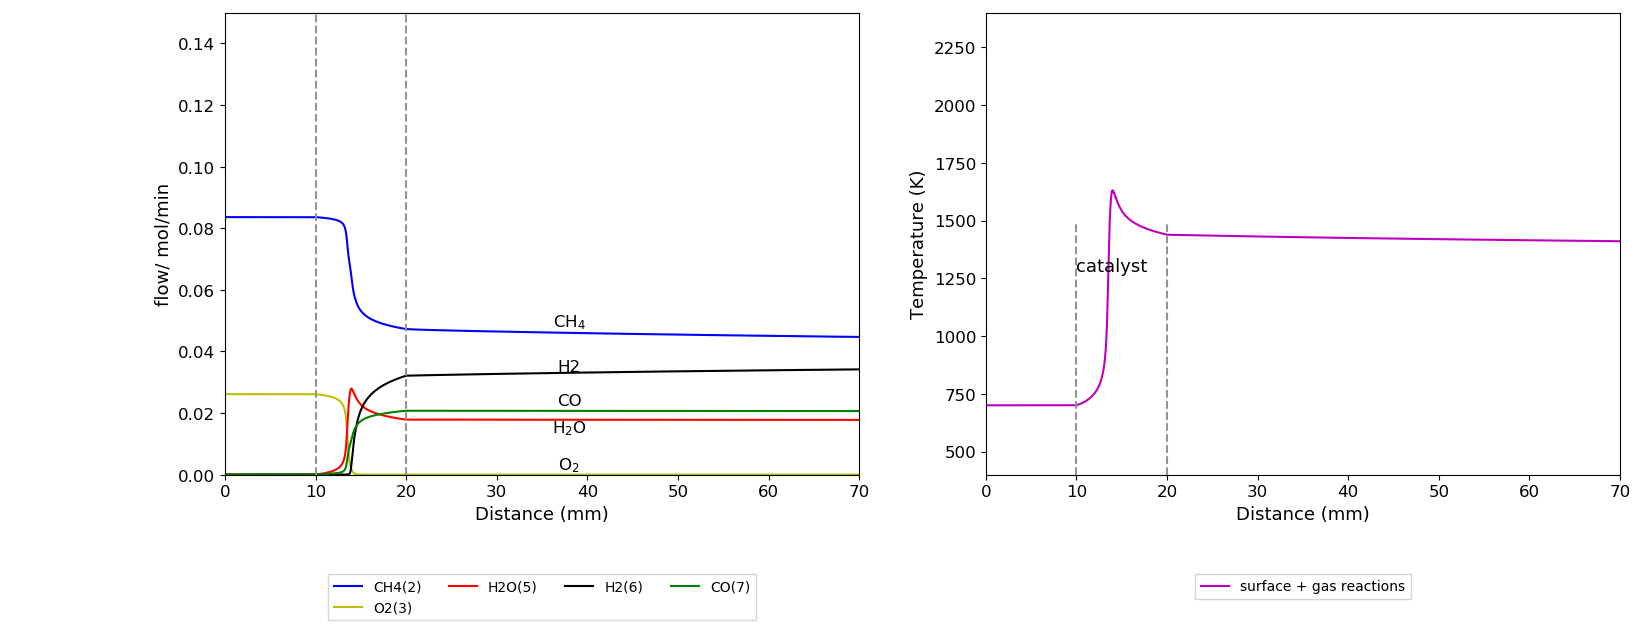 0.14
0.12
0.10
0.08
0.06
0.04
0.02
0.00
flow/ mol/min
CH₄
H2
CO
H₂O
O₂
0 10 20 30 40 50 60 70
Distance (mm)
CH4(2) H2O(5) H2(6) CO(7)
O2(3)
2250
2000
1750
1500
1250
1000
750
500
Temperature (K)
catalyst
0 10 20 30 40 50 60 70
Distance (mm)
surface + gas reactions